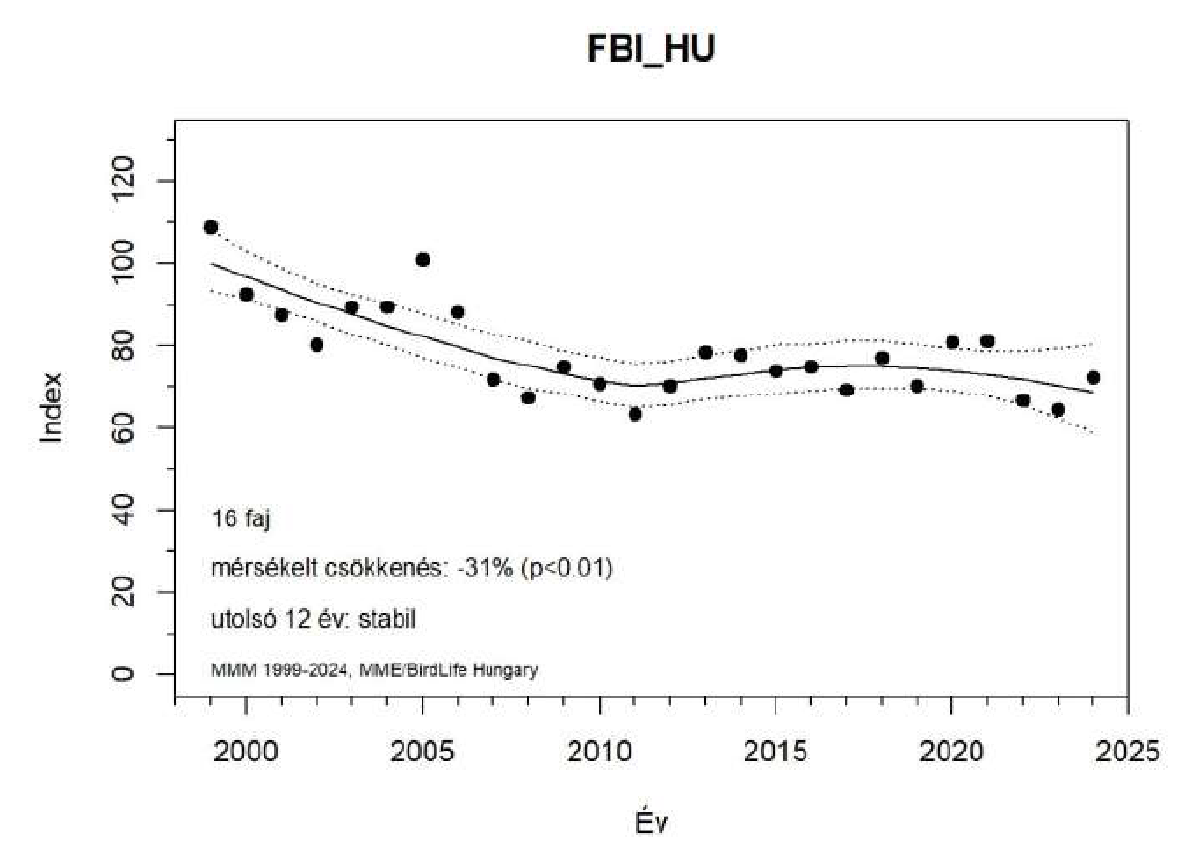 FBI_HU
Index
120
100
80
60
40
20
0
16 faj
mérsékelt csökkenés: -31% (p<0.01)
utolsó 12 év: stabil
MMM 1999-2024, MME/BirdLife Hungary
2000 2005 2010 2015 2020 2025
Év